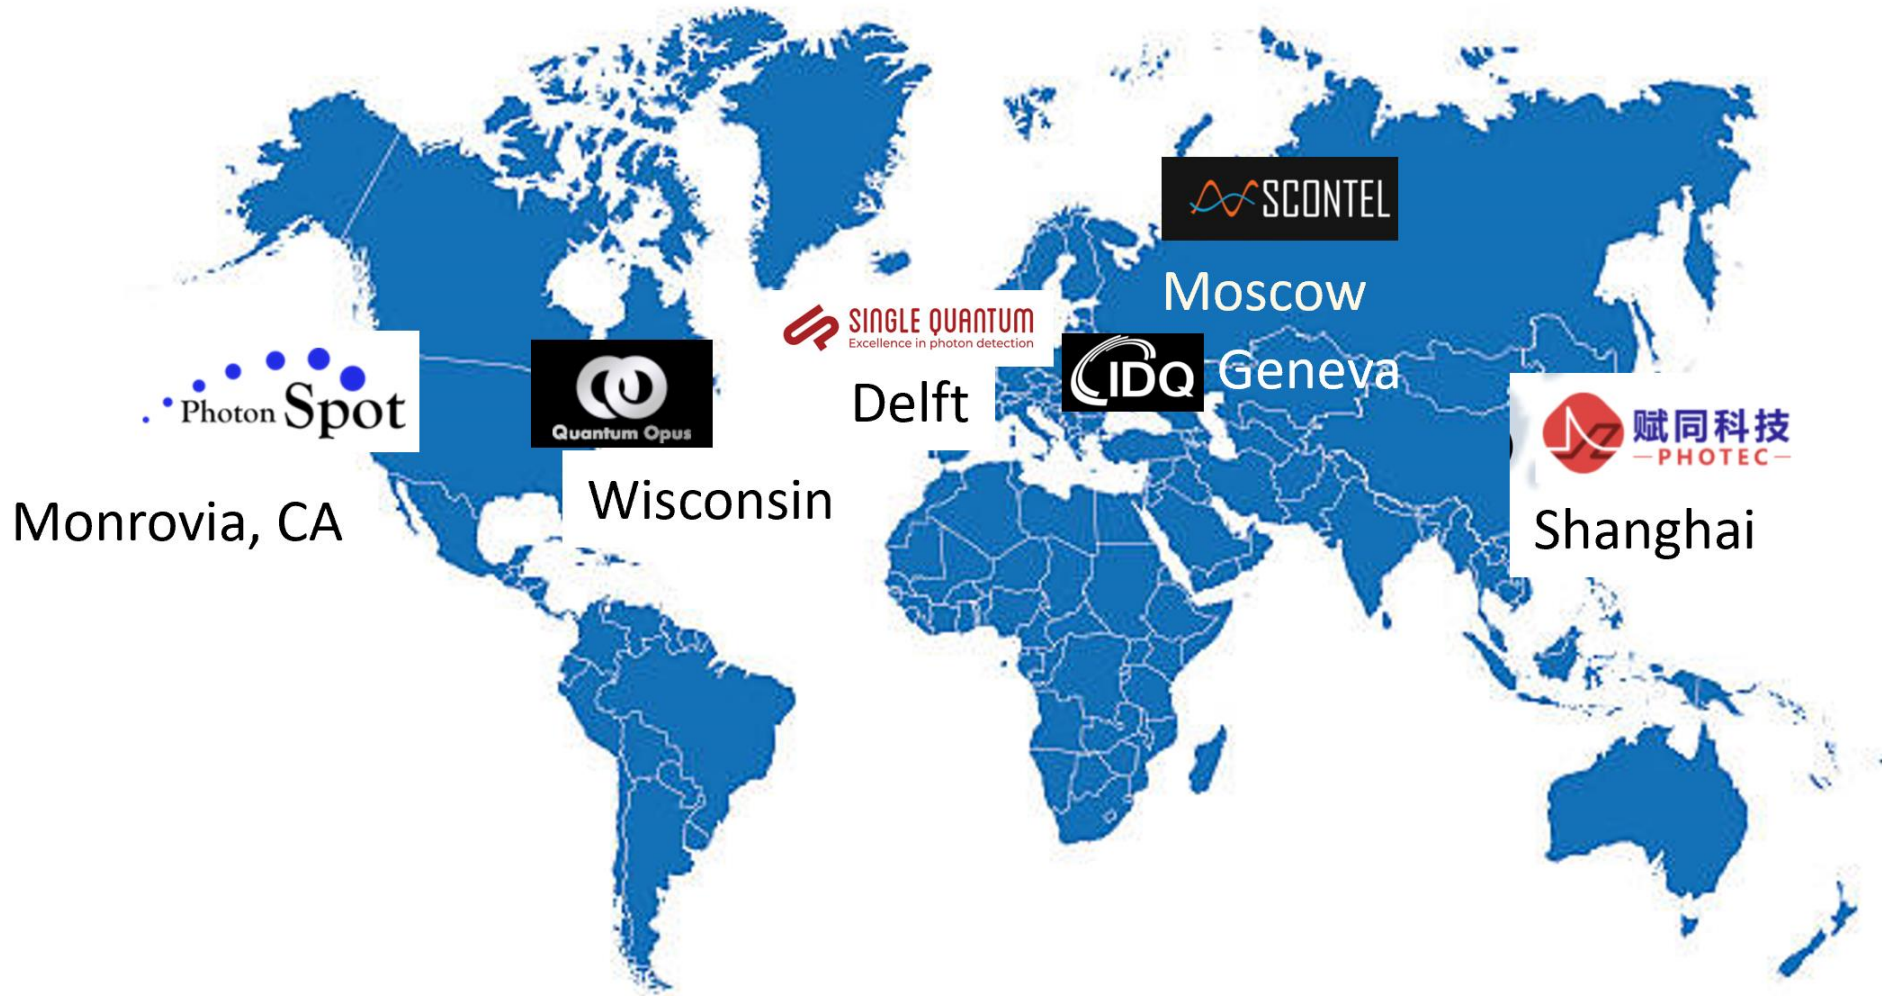 SCONTEL
Moscow
SINGLE QUANTUM
Excellence in photon detection
Delft
IDQ
Geneva
Photon Spot
Monrovia, CA
Quantum Opus
Wisconsin
赋同科技
PHOTEC
Shanghai